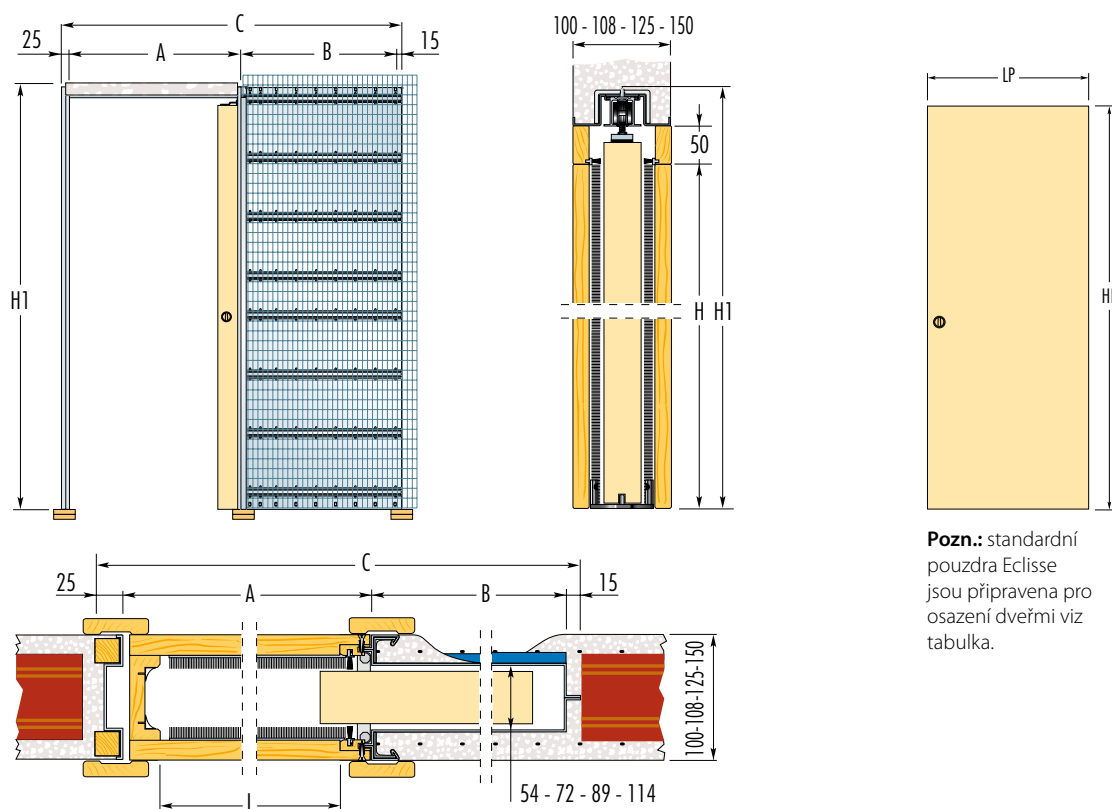 C
25
A
B
15
H1
100 - 108 - 125 - 150
50
H
H1
LP
Pozn.: standardní
pouzdra Eclisse
jsou připravena pro
osazení dveřmi viz
tabulka.
C
25
A
B
15
100-108-125-150
54 - 72 - 89 - 114